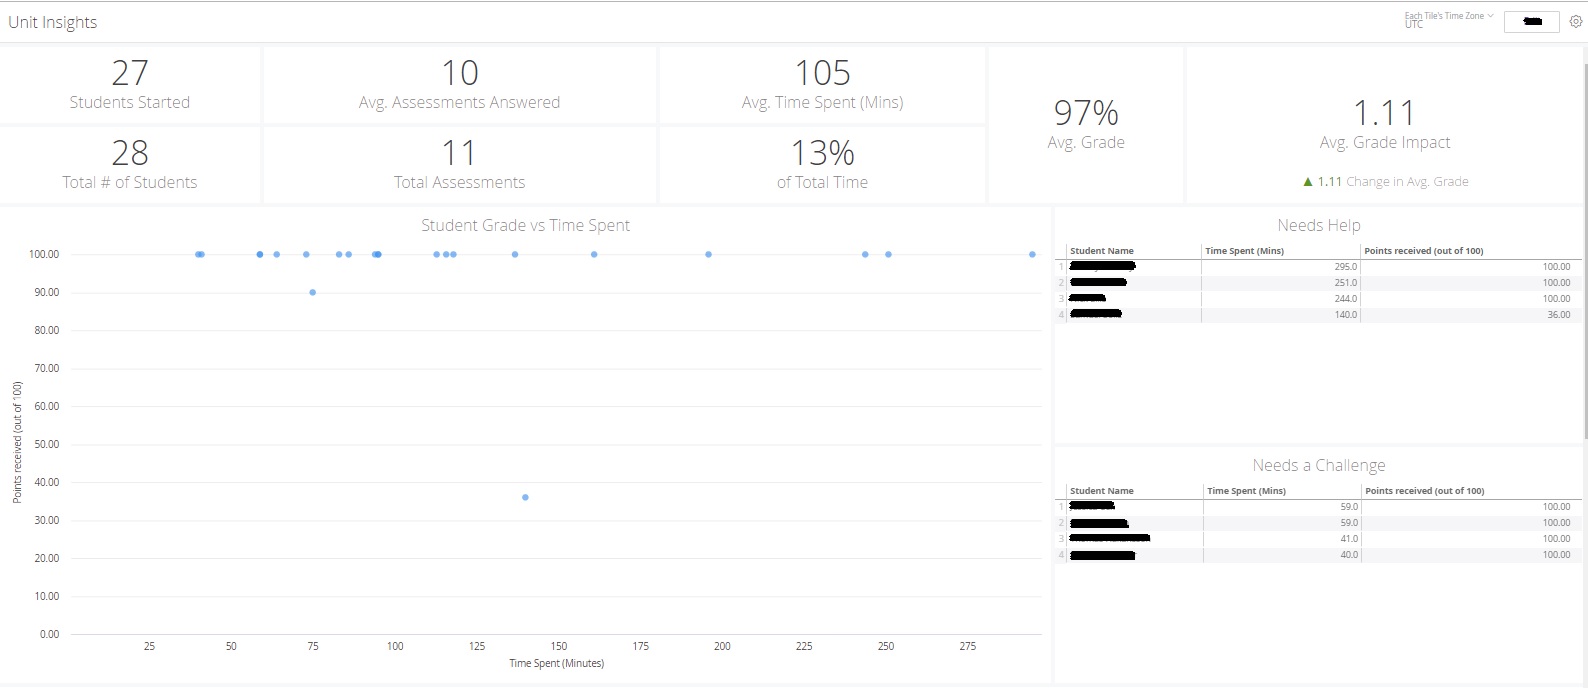 Unit Insights
Each Tile's Time Zone
UTC
27
Students Started
10
Avg. Assessments Answered
105
Avg. Time Spent (Mins)
97%
Avg. Grade
1.11
Avg. Grade Impact
▲ 1.11 Change in Avg. Grade
28
Total # of Students
11
Total Assessments
13%
of Total Time
Student Grade vs Time Spent
100.00
90.00
80.00
70.00
60.00
50.00
40.00
30.00
20.00
10.00
0.00
Points received (out of 100)
25 50 75 100 125 150 175 200 225 250 275
Time Spent (Minutes)
Needs Help
Student Name Time Spent (Mins) Points received (out of 100)
1 295.0 100.00
2 251.0 100.00
3 244.0 100.00
4 140.0 36.00
Needs a Challenge
Student Name Time Spent (Mins) Points received (out of 100)
1 59.0 100.00
2 59.0 100.00
3 41.0 100.00
4 40.0 100.00